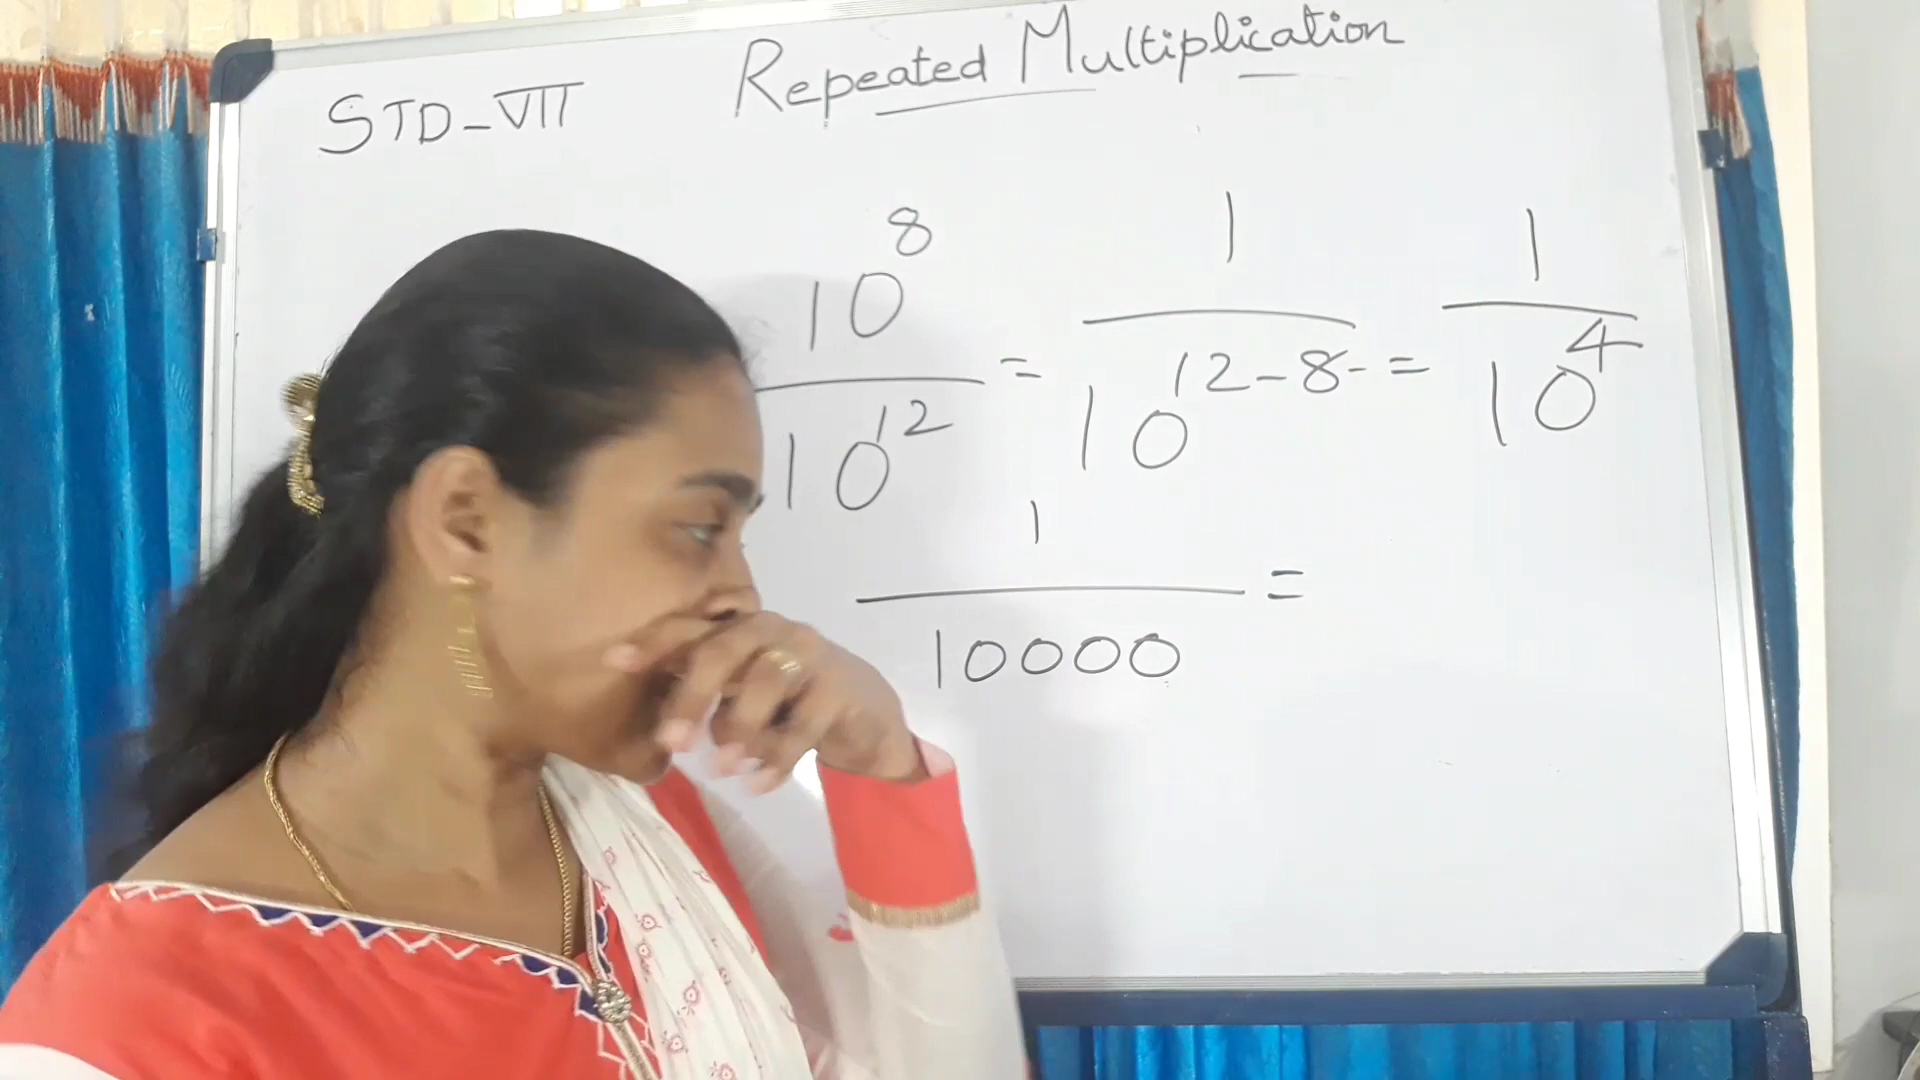 Repeated Multiplication
STD-VII
10^8/10^12 = 1/10^12-8 = 1/10^4
1/10000 =